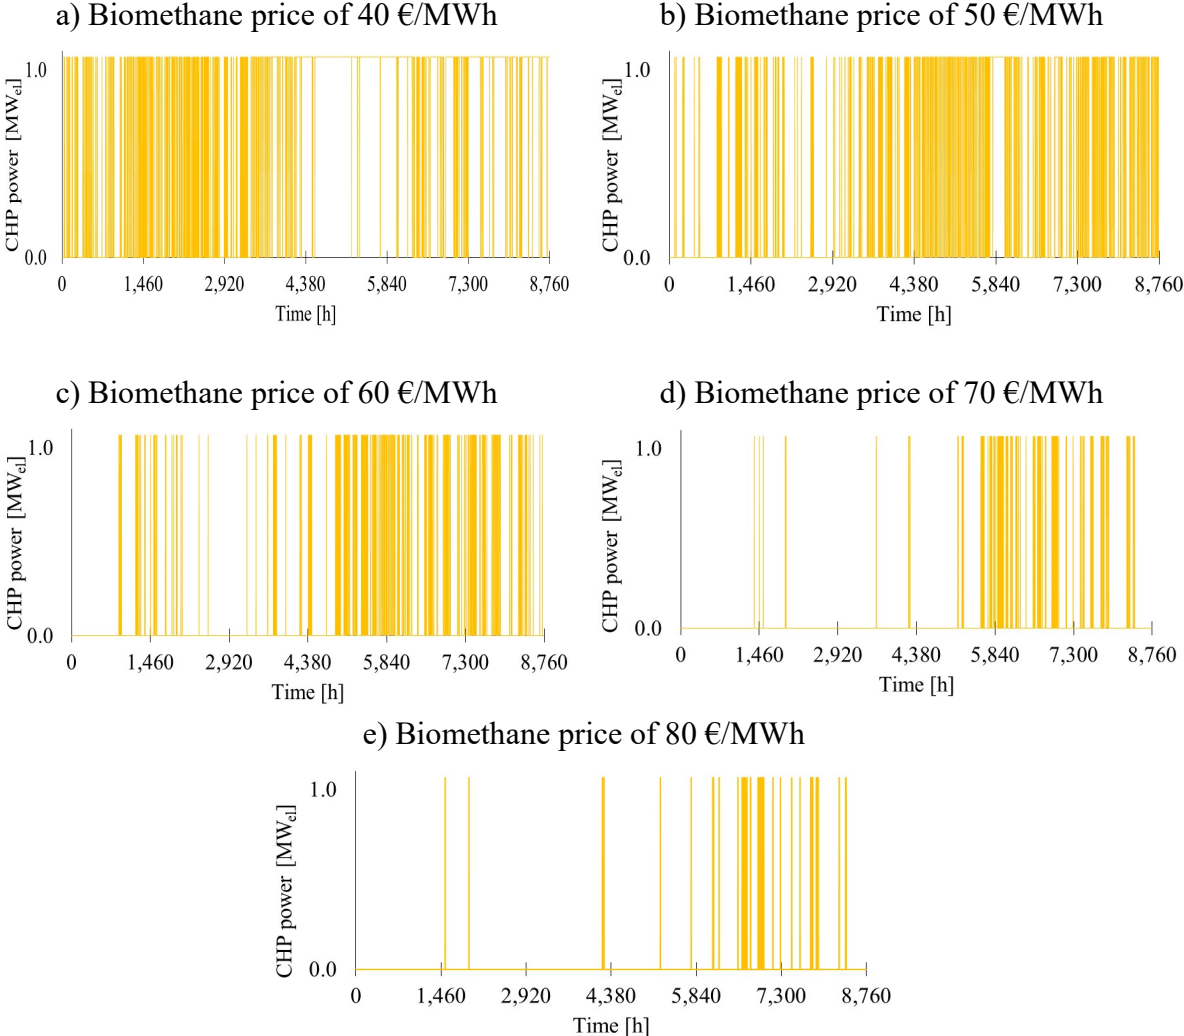 a) Biomethane price of 40 €/MWh
CHP power [MWel]
1.0
0.0
0 1,460 2,920 4,380 5,840 7,300 8,760
Time [h]
b) Biomethane price of 50 €/MWh
CHP power [MWel]
1.0
0.0
0 1,460 2,920 4,380 5,840 7,300 8,760
Time [h]
c) Biomethane price of 60 €/MWh
CHP power [MWel]
1.0
0.0
0 1,460 2,920 4,380 5,840 7,300 8,760
Time [h]
d) Biomethane price of 70 €/MWh
CHP power [MWel]
1.0
0.0
0 1,460 2,920 4,380 5,840 7,300 8,760
Time [h]
e) Biomethane price of 80 €/MWh
CHP power [MWel]
1.0
0.0
0 1,460 2,920 4,380 5,840 7,300 8,760
Time [h]